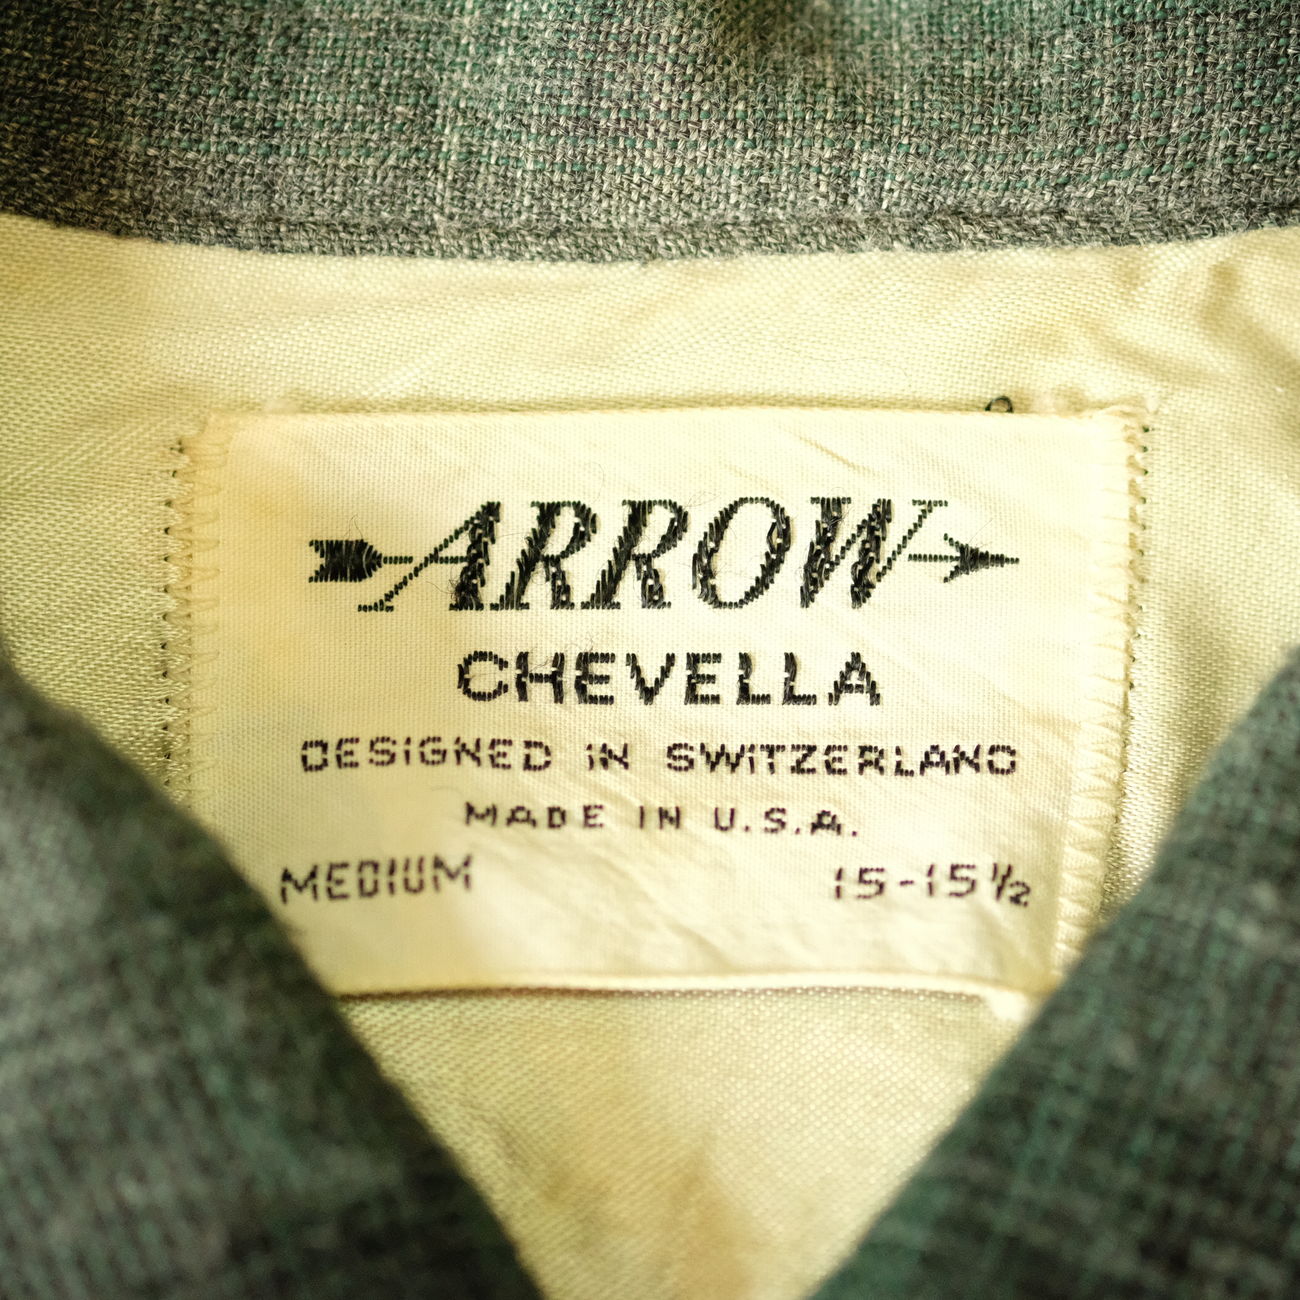 ARROW
CHEVELLA
DESIGNED IN SWITZERLAND
MADE IN U.S.A.
MEDIUM 15-15½